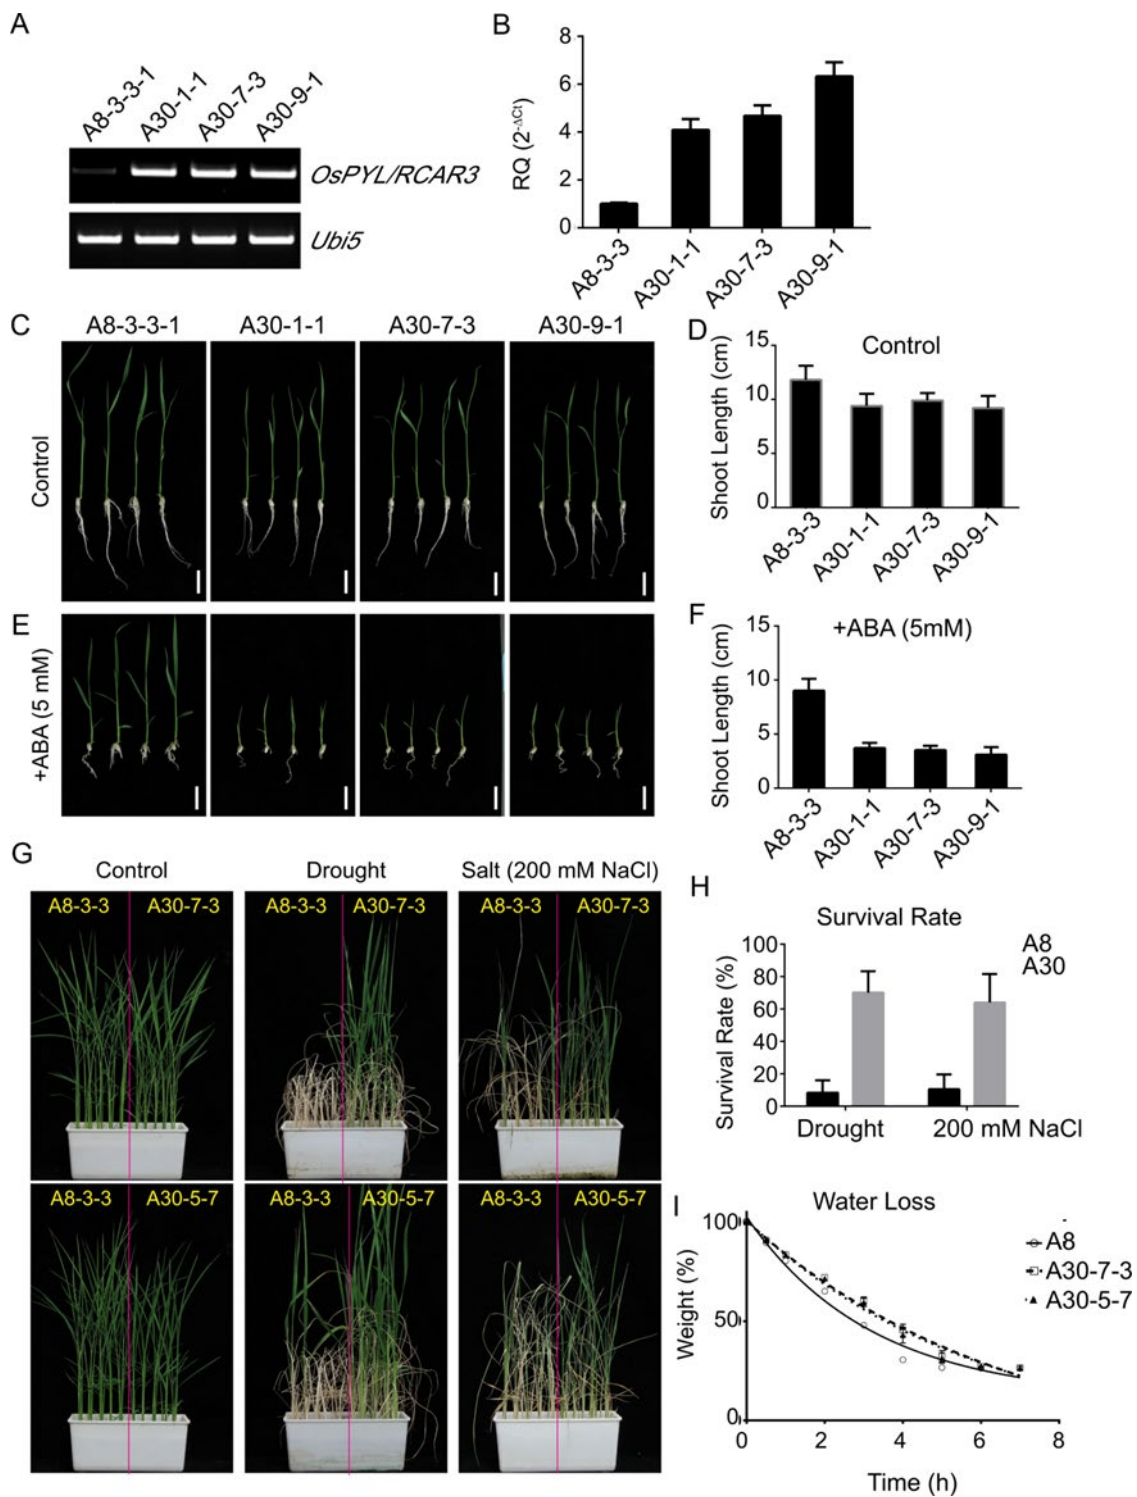 A
A8-3-3-1
A30-1-1
A30-7-3
A30-9-1
OsPYL/RCAR3
Ubi5
B
RQ (2-ΔCt)
8
6
4
2
0
A8-3-3
A30-1-1
A30-7-3
A30-9-1
C
A8-3-3-1 A30-1-1 A30-7-3 A30-9-1
Control
D
Control
Shoot Length (cm)
15
10
5
0
A8-3-3
A30-1-1
A30-7-3
A30-9-1
E
+ABA (5 mM)
F
+ABA (5mM)
Shoot Length (cm)
15
10
5
0
A8-3-3
A30-1-1
A30-7-3
A30-9-1
G
Control Drought Salt (200 mM NaCl)
A8-3-3 A30-7-3 A8-3-3 A30-7-3 A8-3-3 A30-7-3
A8-3-3 A30-5-7 A8-3-3 A30-5-7 A8-3-3 A30-5-7
H
Survival Rate
Survival Rate (%)
100
80
60
40
20
0
A8
A30
Drought 200 mM NaCl
I
Water Loss
Weight (%)
100
50
0
A8
A30-7-3
A30-5-7
0 2 4 6 8
Time (h)